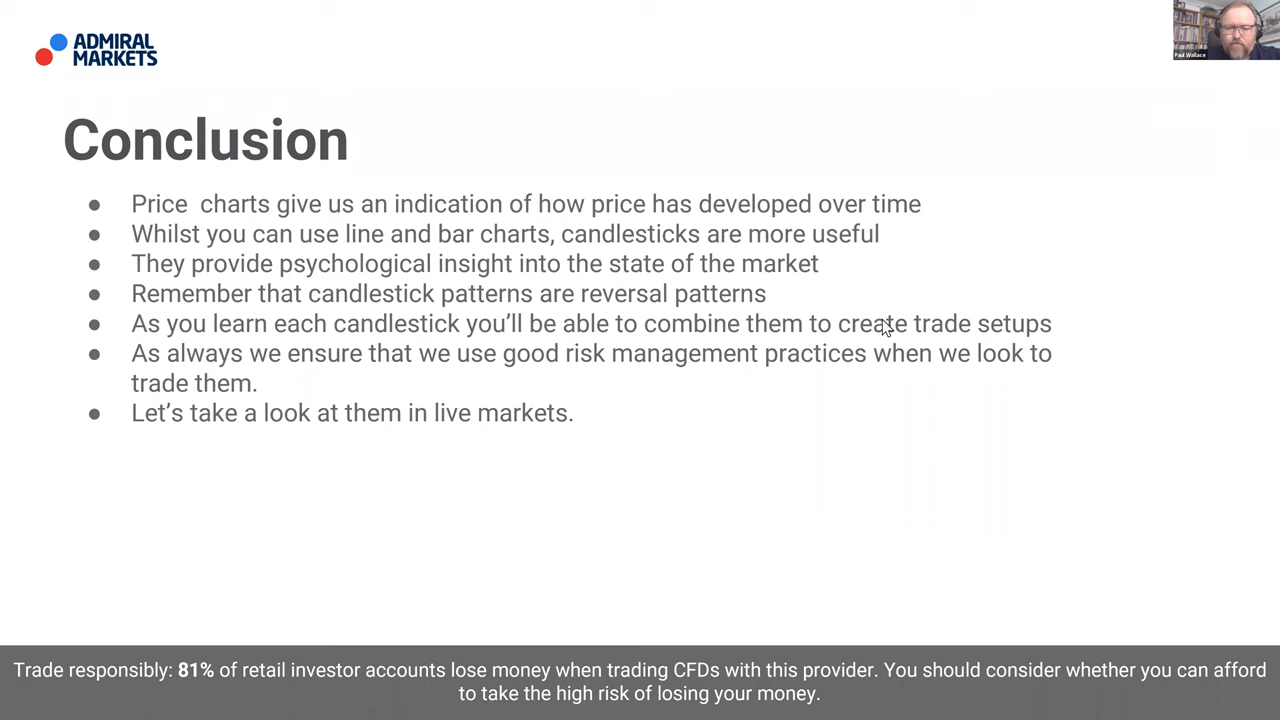 ADMIRAL
MARKETS
Paul Wallace
Conclusion
● Price  charts give us an indication of how price has developed over time
● Whilst you can use line and bar charts, candlesticks are more useful
● They provide psychological insight into the state of the market
● Remember that candlestick patterns are reversal patterns
● As you learn each candlestick you’ll be able to combine them to create trade setups
● As always we ensure that we use good risk management practices when we look to
trade them.
● Let’s take a look at them in live markets.
Trade responsibly: 81% of retail investor accounts lose money when trading CFDs with this provider. You should consider whether you can afford
to take the high risk of losing your money.